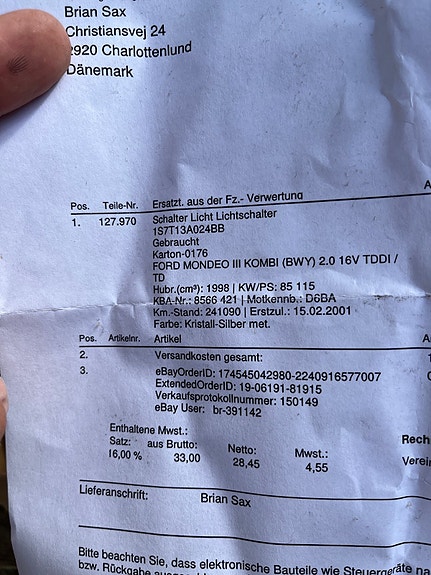 Brian Sax
Christiansvej 24
2920 Charlottenlund
Dänemark
Pos. Teile-Nr. Ersatzt. aus der Fz.- Verwertung A
1. 127.970 Schalter Licht Lichtschalter
1S7T13A024BB
Gebraucht
Karton-0176
FORD MONDEO III KOMBI (BWY) 2.0 16V TDDI /
TD
Hubr.(cm³): 1998 | KW/PS: 85 115
KBA-Nr.: 8566 421 | Motkennb.: D6BA
Km.-Stand: 241090 | Erstzul.: 15.02.2001
Farbe: Kristall-Silber met.
Pos. Artikelnr. Artikel
2. Versandkosten gesamt:
3. eBayOrderID: 174545042980-2240916577007
ExtendedOrderID: 19-06191-81915
Verkaufsprotokollnummer: 150149
eBay User: br-391142
Enthaltene Mwst.:
Satz: aus Brutto: Netto: Mwst.:
16,00 % 33,00 28,45 4,55
Rech
Verein
Lieferanschrift: Brian Sax
Bitte beachten Sie, dass elektronische Bauteile wie Steuergeräte na
bzw. Rückgabe